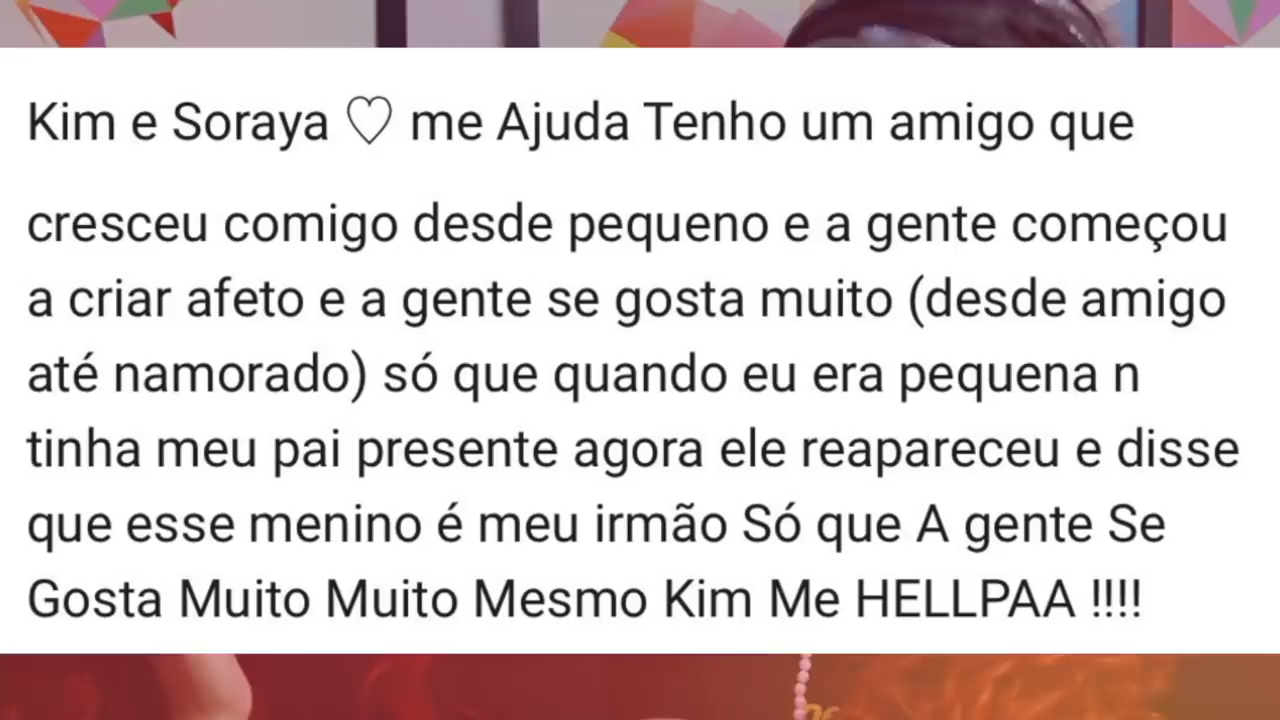 Kim e Soraya ♡ me Ajuda Tenho um amigo que
cresceu comigo desde pequeno e a gente começou
a criar afeto e a gente se gosta muito (desde amigo
até namorado) só que quando eu era pequena n
tinha meu pai presente agora ele reapareceu e disse
que esse menino é meu irmão Só que A gente Se
Gosta Muito Muito Mesmo Kim Me HELLPAA !!!!